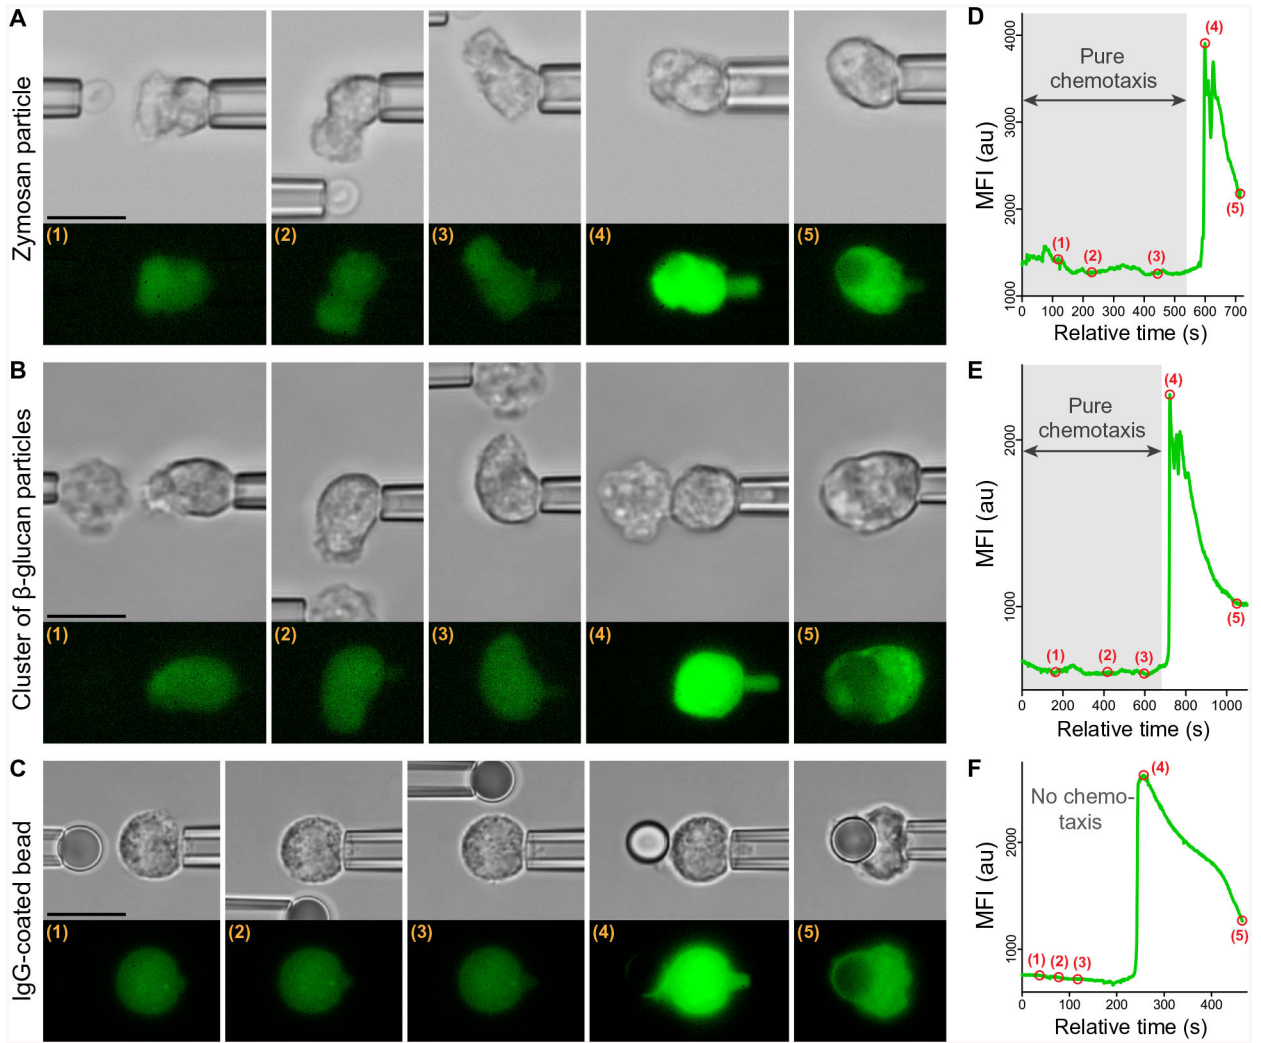 A
Zymosan particle
(1)
(2)
(3)
(4)
(5)
D
MFI (au)
4000
3000
2000
1000
Pure
chemotaxis
(4)
(1)
(2)
(3)
(5)
0 100 200 300 400 500 600 700
Relative time (s)
B
Cluster of β-glucan particles
(1)
(2)
(3)
(4)
(5)
E
MFI (au)
2000
1000
Pure
chemotaxis
(4)
(1)
(2)
(3)
(5)
0 200 400 600 800 1000
Relative time (s)
C
IgG-coated bead
(1)
(2)
(3)
(4)
(5)
F
MFI (au)
2000
1000
No chemo-
taxis
(4)
(1)
(2)
(3)
(5)
0 100 200 300 400
Relative time (s)